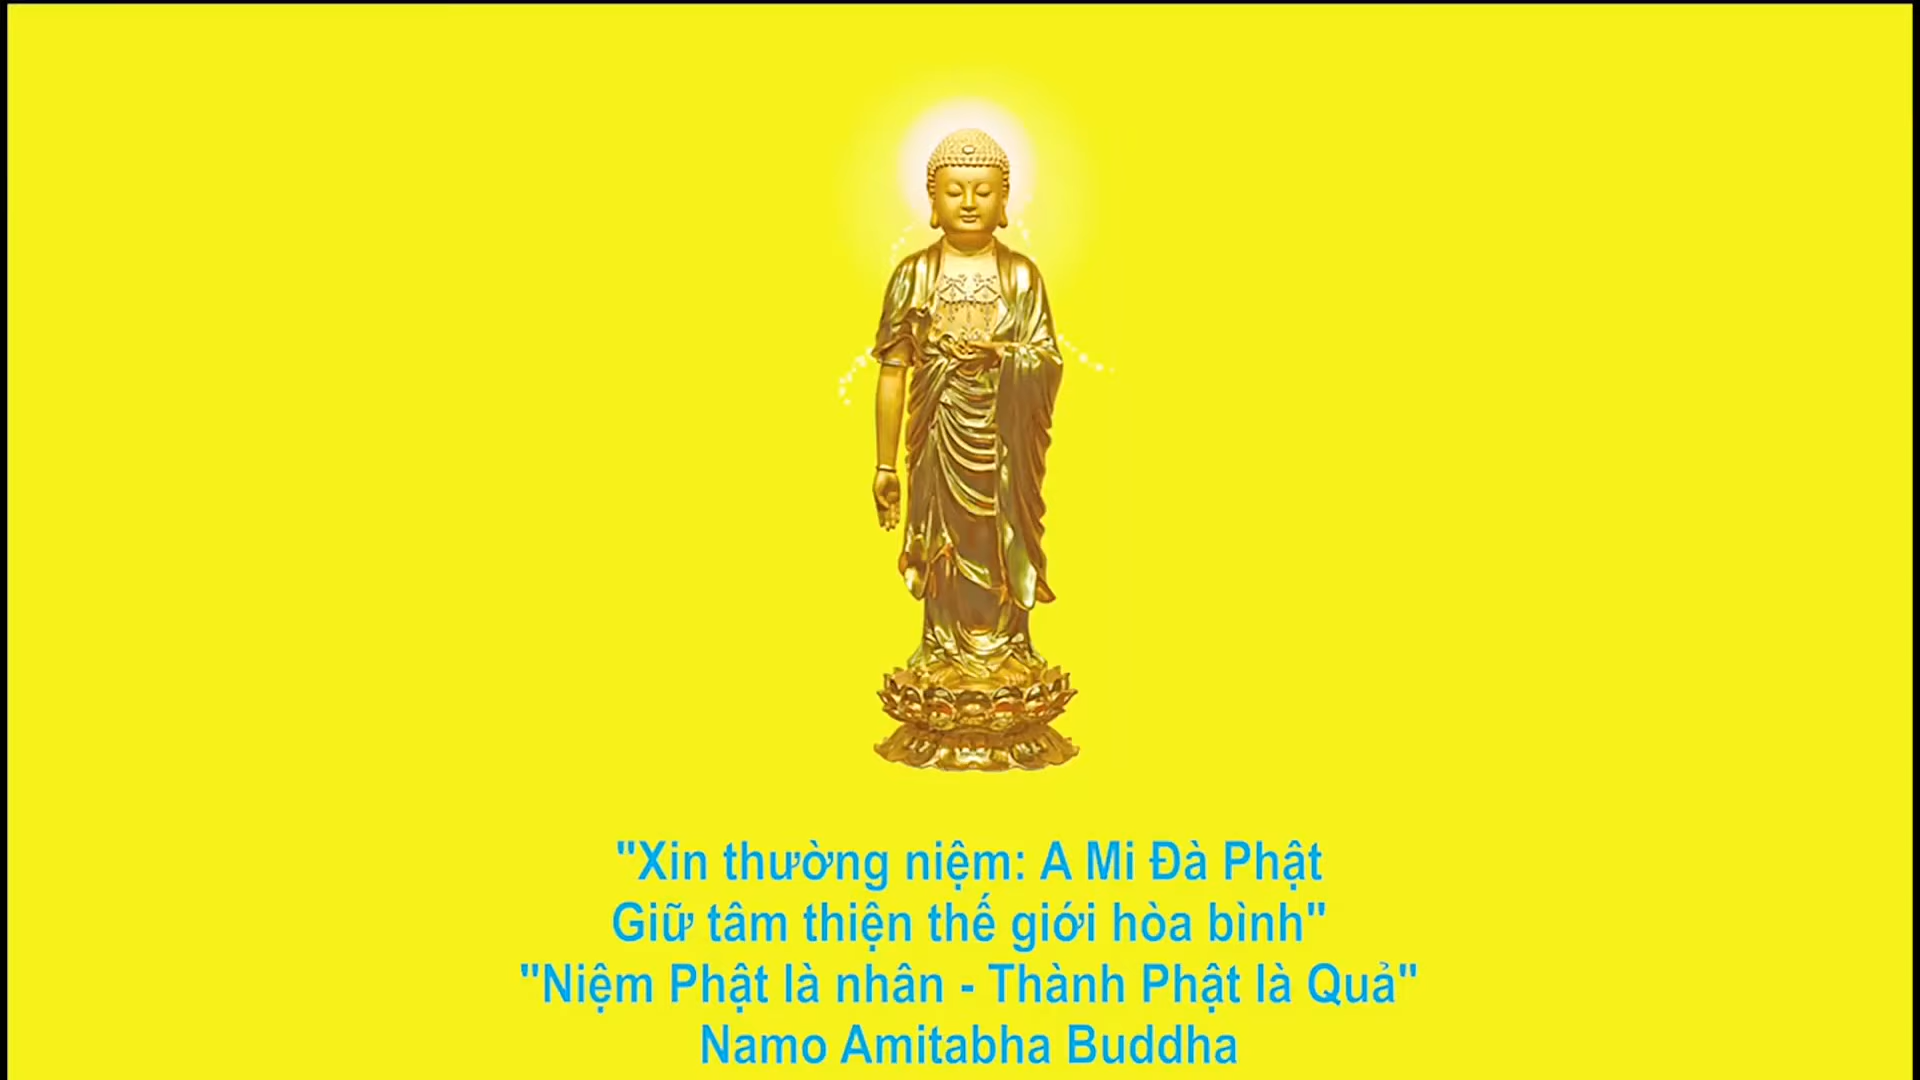 "Xin thường niệm: A Mi Đà Phật
Giữ tâm thiện thế giới hòa bình"
"Niệm Phật là nhân - Thành Phật là Quả"
Namo Amitabha Buddha